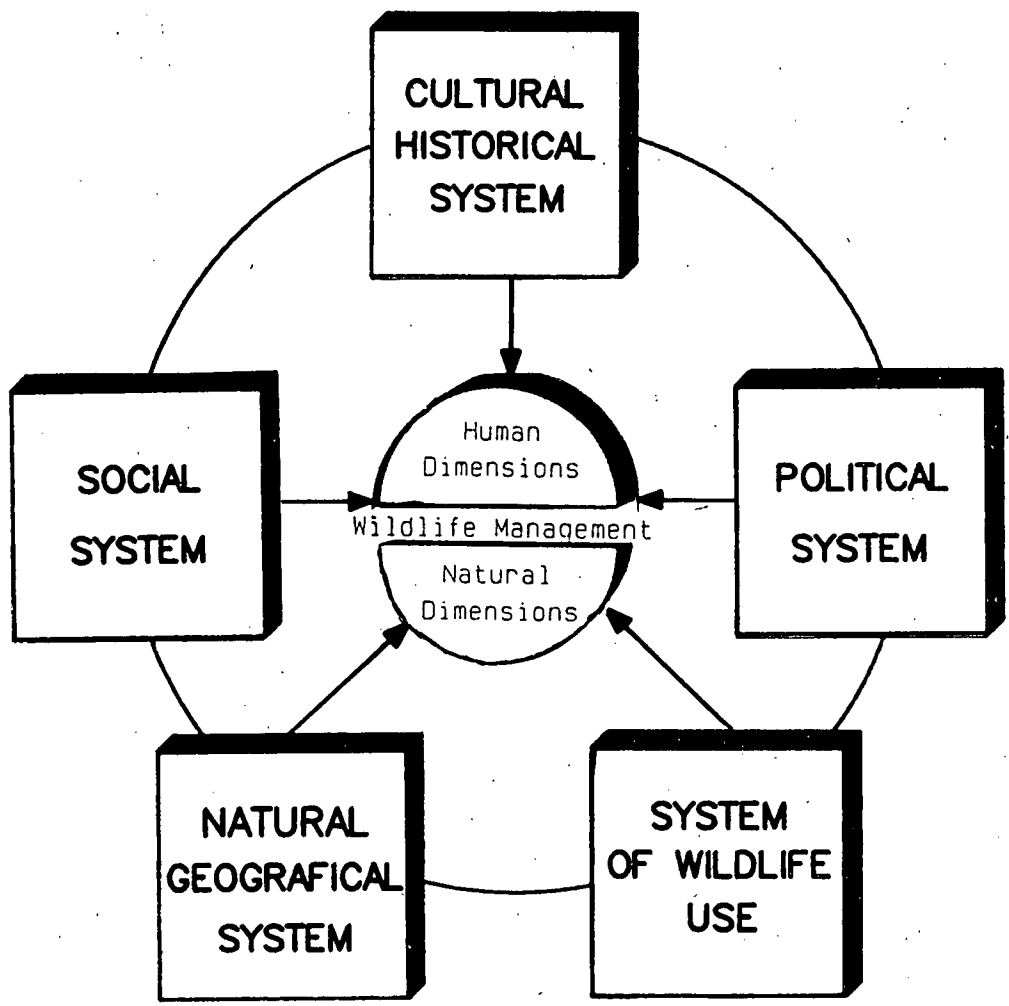 CULTURAL
HISTORICAL
SYSTEM
SOCIAL
SYSTEM
Human
Dimensions
Wildlife Management
Natural
Dimensions
POLITICAL
SYSTEM
NATURAL
GEOGRAFICAL
SYSTEM
SYSTEM
OF WILDLIFE
USE